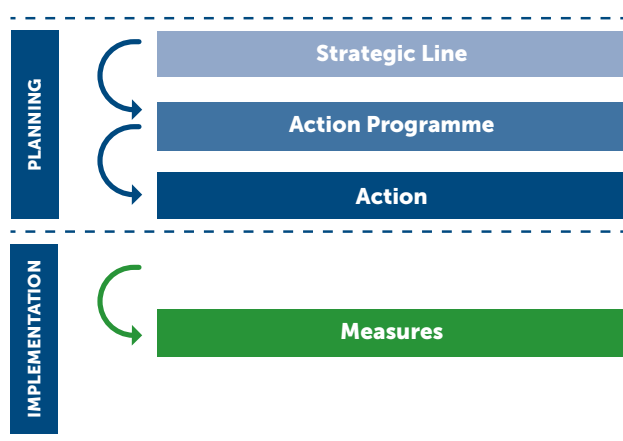 PLANNING
Strategic Line
Action Programme
Action
IMPLEMENTATION
Measures